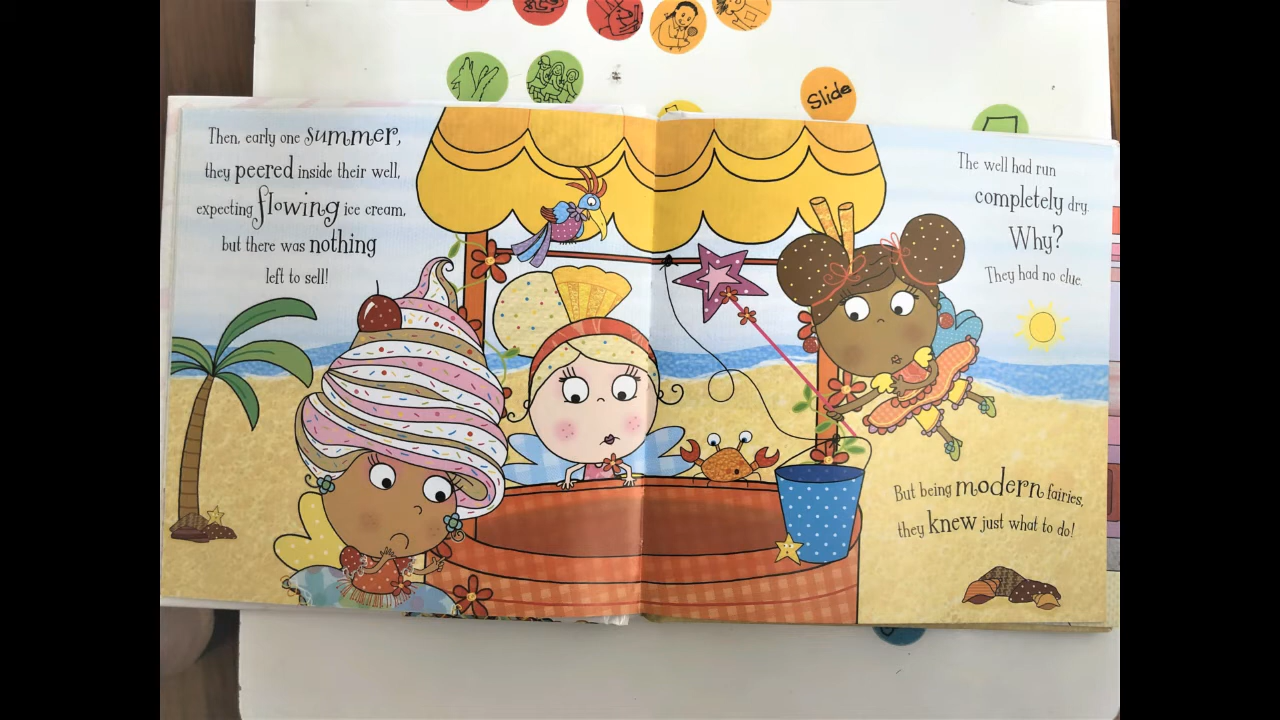 Slide
Then, early one summer,
they peered inside their well,
expecting flowing ice cream,
but there was nothing
left to sell!
The well had run
completely dry.
Why?
They had no clue.
But being modern fairies,
they knew just what to do!